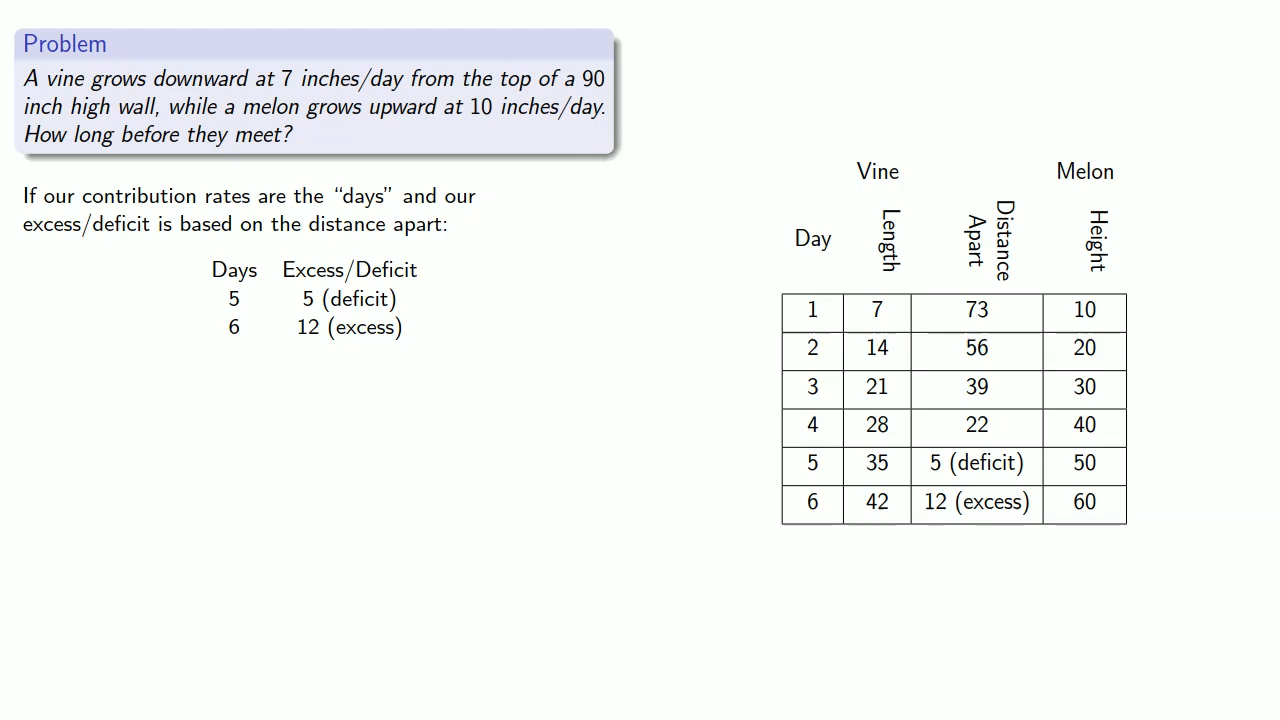 Problem
A vine grows downward at 7 inches/day from the top of a 90
inch high wall, while a melon grows upward at 10 inches/day.
How long before they meet?
If our contribution rates are the “days” and our
excess/deficit is based on the distance apart:
Days Excess/Deficit
5 5 (deficit)
6 12 (excess)
Vine Melon
Day Length Distance Apart Height
1 7 73 10
2 14 56 20
3 21 39 30
4 28 22 40
5 35 5 (deficit) 50
6 42 12 (excess) 60